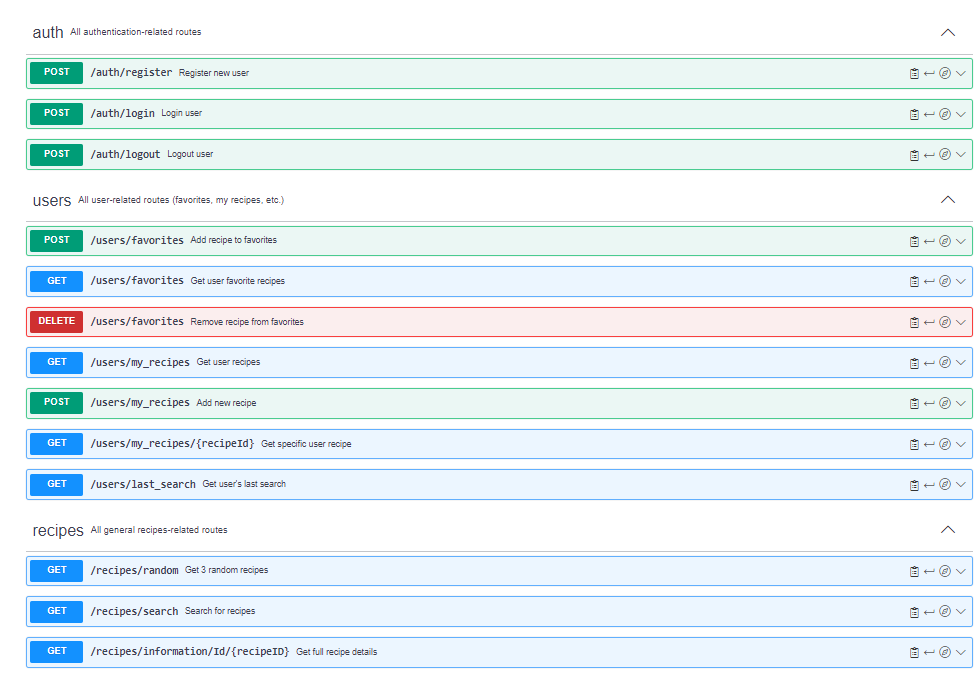 auth All authentication-related routes
POST /auth/register Register new user
POST /auth/login Login user
POST /auth/logout Logout user
users All user-related routes (favorites, my recipes, etc.)
POST /users/favorites Add recipe to favorites
GET /users/favorites Get user favorite recipes
DELETE /users/favorites Remove recipe from favorites
GET /users/my_recipes Get user recipes
POST /users/my_recipes Add new recipe
GET /users/my_recipes/{recipeId} Get specific user recipe
GET /users/last_search Get user's last search
recipes All general recipes-related routes
GET /recipes/random Get 3 random recipes
GET /recipes/search Search for recipes
GET /recipes/information/Id/{recipeID} Get full recipe details